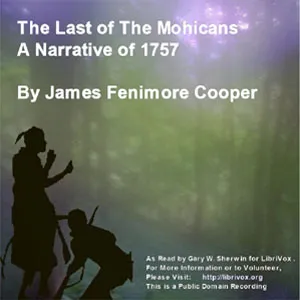 The Last of The Mohicans -
A Narrative of 1757
By James Fenimore Cooper
As Read by Gary W. Sherwin for LibriVox .
For More Information or to Volunteer,
Please Visit: http://librivox.org
This is a Public Domain Recording